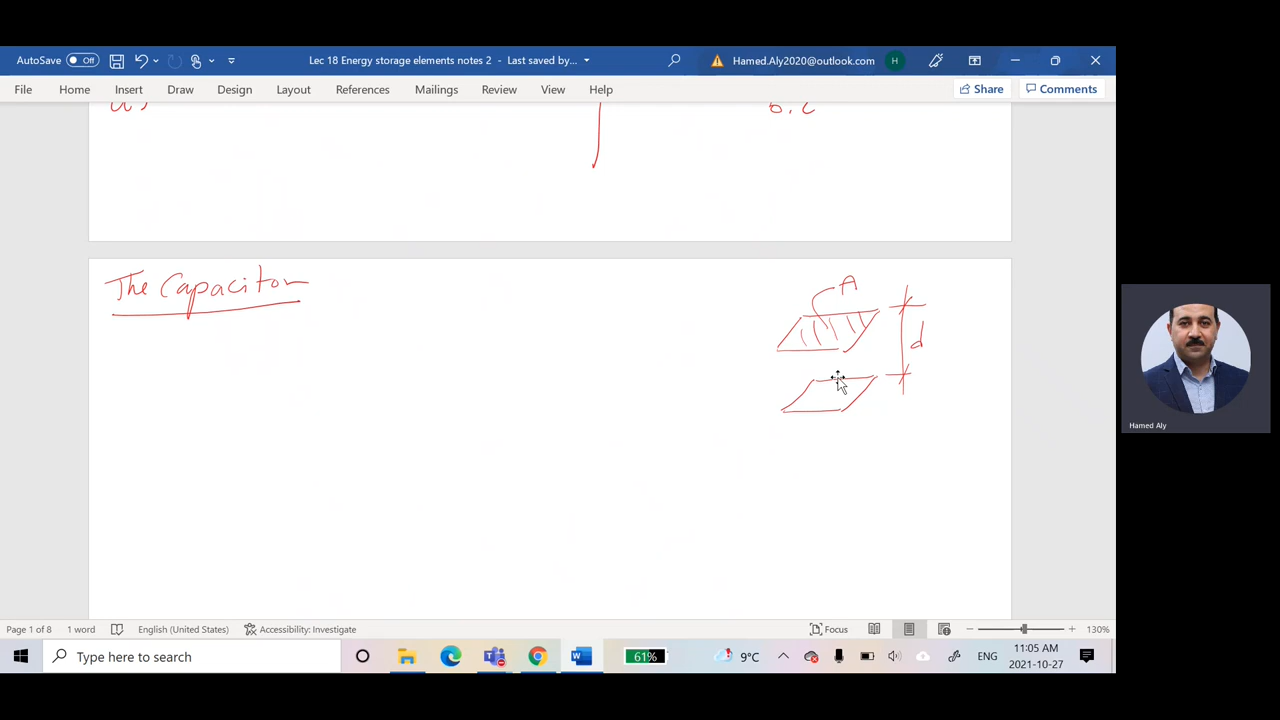 AutoSave Off Lec 18 Energy storage elements notes 2 - Last saved by... Hamed.Aly2020@outlook.com H
File Home Insert Draw Design Layout References Mailings Review View Help Share Comments
The Capacitor
A
d
Hamed Aly
Page 1 of 8 1 word English (United States) Accessibility: Investigate Focus 130%
Type here to search 61% 9°C ENG 11:05 AM
2021-10-27